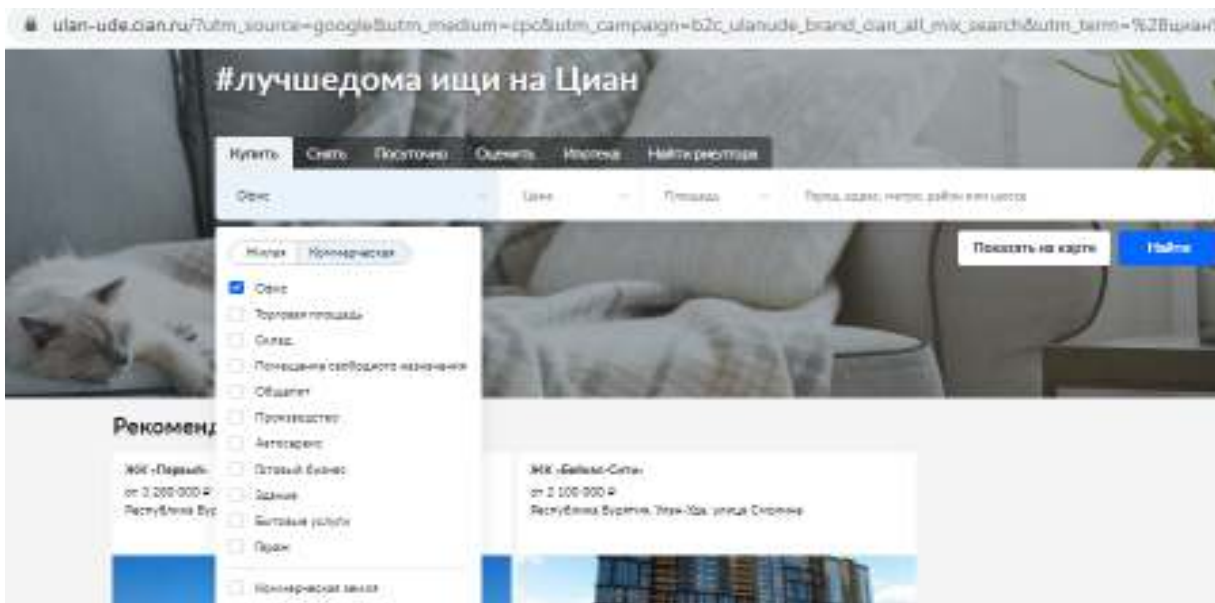 ulan-ude.cian.ru/?utm_source=google&utm_medium=cpc&utm_campaign=b2c_ulanude_brand_cian_all_mix_search&utm_term=%2Bциан
#лучшедома ищи на Циан
Купить Снять Посуточно Оценить Ипотека Найти риелтора
Офис Цена Площадь Город, адрес, метро, район или шоссе
Жилая Коммерческая
Показать на карте Найти
Офис
Торговая площадь
Склад
Помещение свободного назначения
Общепит
Производство
Автосервис
Готовый бизнес
Здание
Бытовые услуги
Гараж
Коммерческая земля
Рекоменд
ЖК «Первый»
от 3 280 000 ₽
Республика Бур
ЖК «Байкал-Сити»
от 2 100 000 ₽
Республика Бурятия, Улан-Удэ, улица Смолина